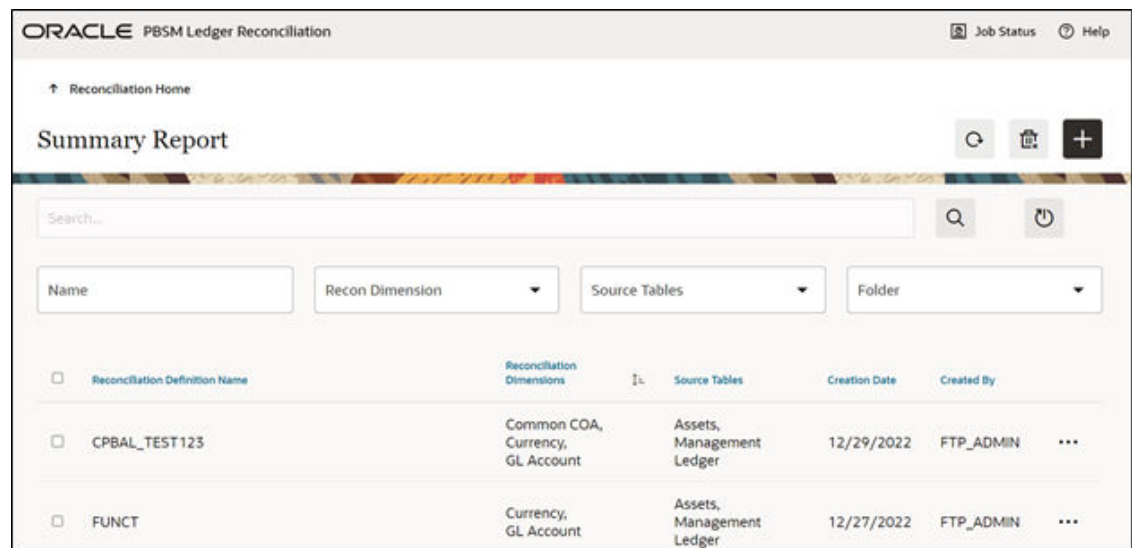 ORACLE PBSM Ledger Reconciliation Job Status Help
Reconciliation Home
Summary Report
Search...
Name Recon Dimension Source Tables Folder
Reconciliation Definition Name Reconciliation Dimensions Source Tables Creation Date Created By
CPBAL_TEST123 Common COA, Currency, GL Account Assets, Management Ledger 12/29/2022 FTP_ADMIN
FUNCT Currency, GL Account Assets, Management Ledger 12/27/2022 FTP_ADMIN